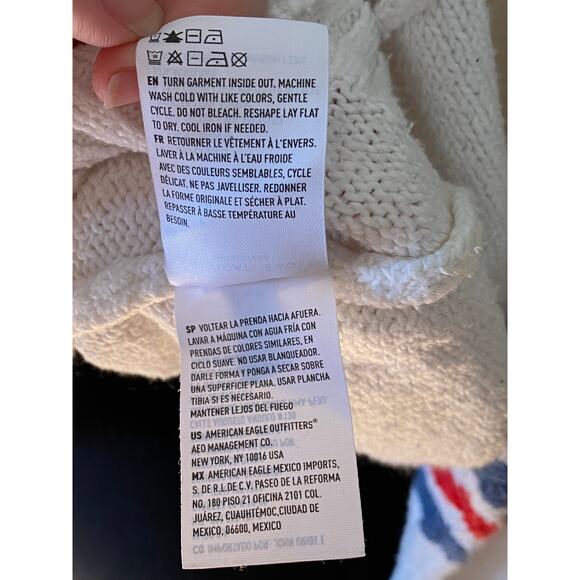 EN TURN GARMENT INSIDE OUT. MACHINE
WASH COLD WITH LIKE COLORS, GENTLE
CYCLE. DO NOT BLEACH. RESHAPE LAY FLAT
TO DRY. COOL IRON IF NEEDED.
FR RETOURNER LE VÊTEMENT À L'ENVERS.
LAVER À LA MACHINE À L'EAU FROIDE
AVEC DES COULEURS SEMBLABLES, CYCLE
DÉLICAT. NE PAS JAVELLISER. REDONNER
LA FORME ORIGINALE ET SÉCHER À PLAT.
REPASSER À BASSE TEMPÉRATURE AU
BESOIN.
SP VOLTEAR LA PRENDA HACIA AFUERA.
LAVAR A MÁQUINA CON AGUA FRÍA CON
PRENDAS DE COLORES SIMILARES, EN
CICLO SUAVE. NO USAR BLANQUEADOR.
DARLE FORMA Y PONGA A SECAR SOBRE
UNA SUPERFICIE PLANA. USAR PLANCHA
TIBIA SI ES NECESARIO.
MANTENER LEJOS DEL FUEGO
US AMERICAN EAGLE OUTFITTERS®
AEO MANAGEMENT CO.
NEW YORK, NY 10016 USA
MX AMERICAN EAGLE MEXICO IMPORTS,
S. DE R.L.DE C.V. PASEO DE LA REFORMA
NO. 180 PISO 21 OFICINA 2101 COL.
JUÁREZ, CUAUHTÉMOC,CIUDAD DE
MEXICO, 06600, MEXICO